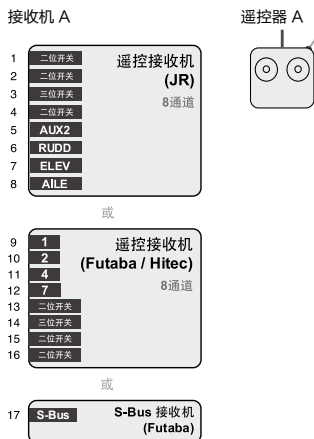 接收机 A
遥控器 A
1 二位开关
2 二位开关
3 三位开关
4 二位开关
5 AUX2
6 RUDD
7 ELEV
8 AILE
遥控接收机
(JR)
8通道
或
9 1
10 2
11 4
12 7
13 二位开关
14 三位开关
15 二位开关
16 二位开关
遥控接收机
(Futaba / Hitec)
8通道
或
17 S-Bus
S-Bus 接收机
(Futaba)